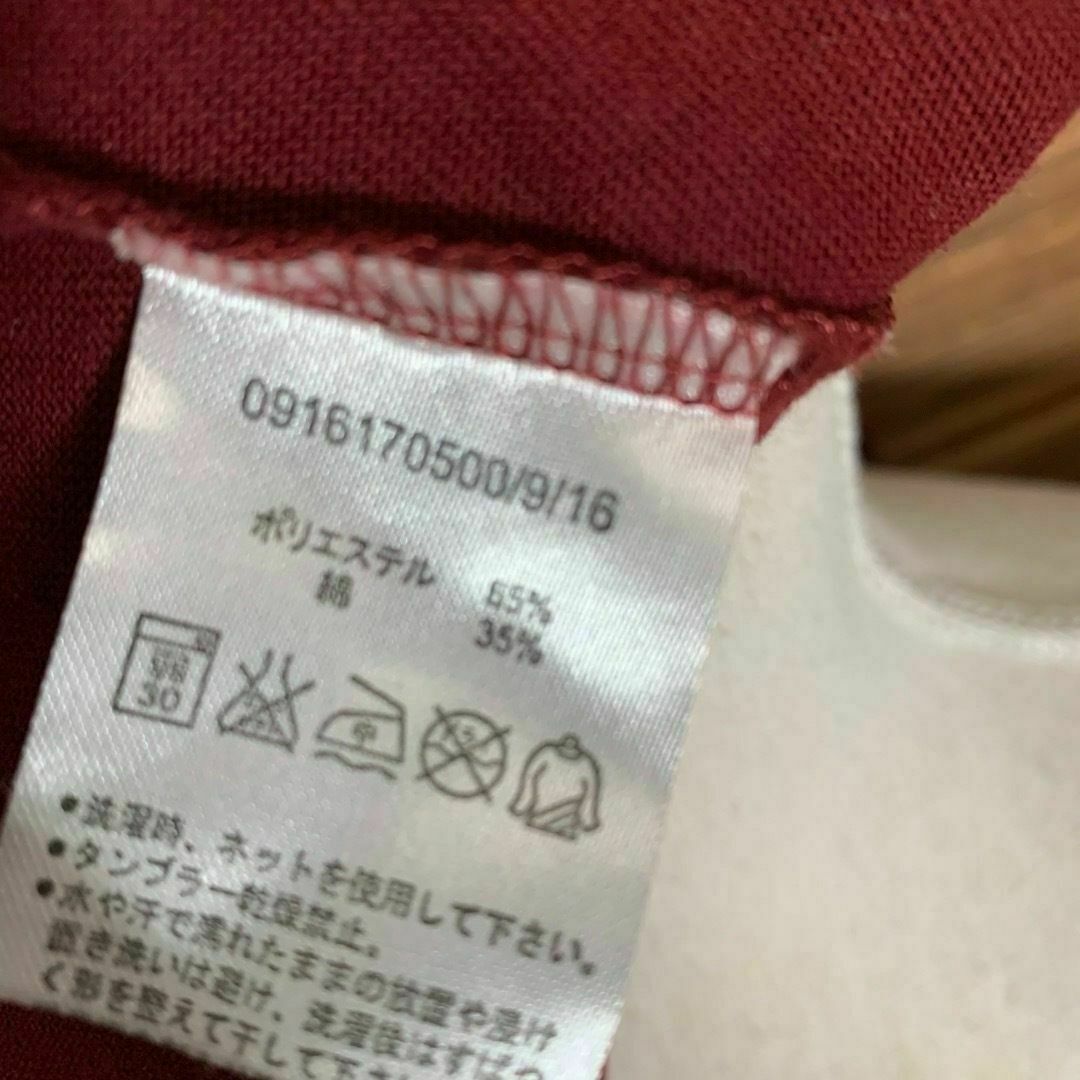 0916170500/9/16
ポリエステル 65%
綿 35%
弱 30 中
●洗濯時、ネットを使用して下さい。
●タンブラー乾燥禁止。
●水や汗で濡れたままの放置や浸け
置き洗いは避け、洗濯後はすばや
く形を整えて干して下